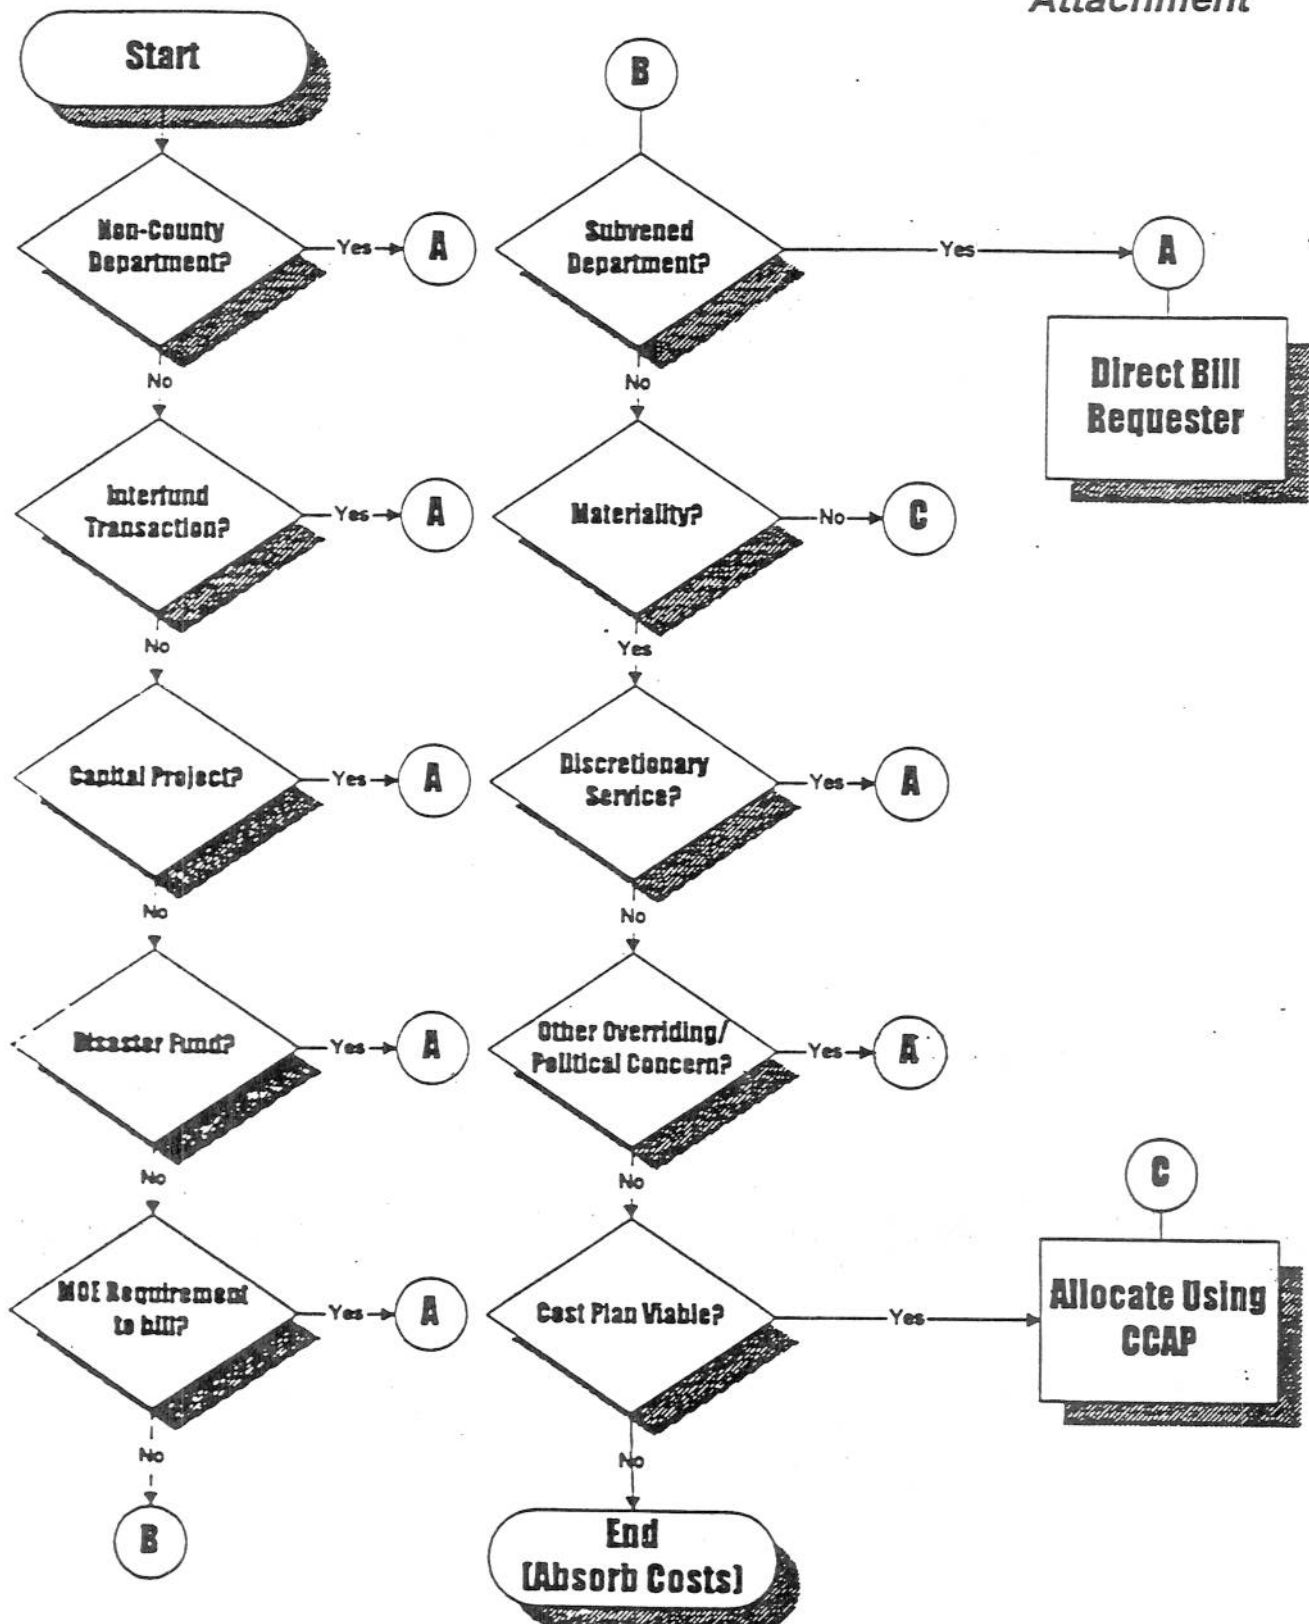 Attachment
Start
Non-County
Department?
Yes
A
No
Interfund
Transaction?
Yes
A
No
Capital Project?
Yes
A
No
Disaster Fund?
Yes
A
No
MOE Requirement
to bill?
Yes
A
No
B
B
Subvened
Department?
Yes
A
Direct Bill
Requester
No
Materiality?
No
C
Yes
Discretionary
Service?
Yes
A
No
Other Overriding/
Political Concern?
Yes
A
No
Cost Plan Viable?
Yes
C
Allocate Using
CCAP
No
End
(Absorb Costs)